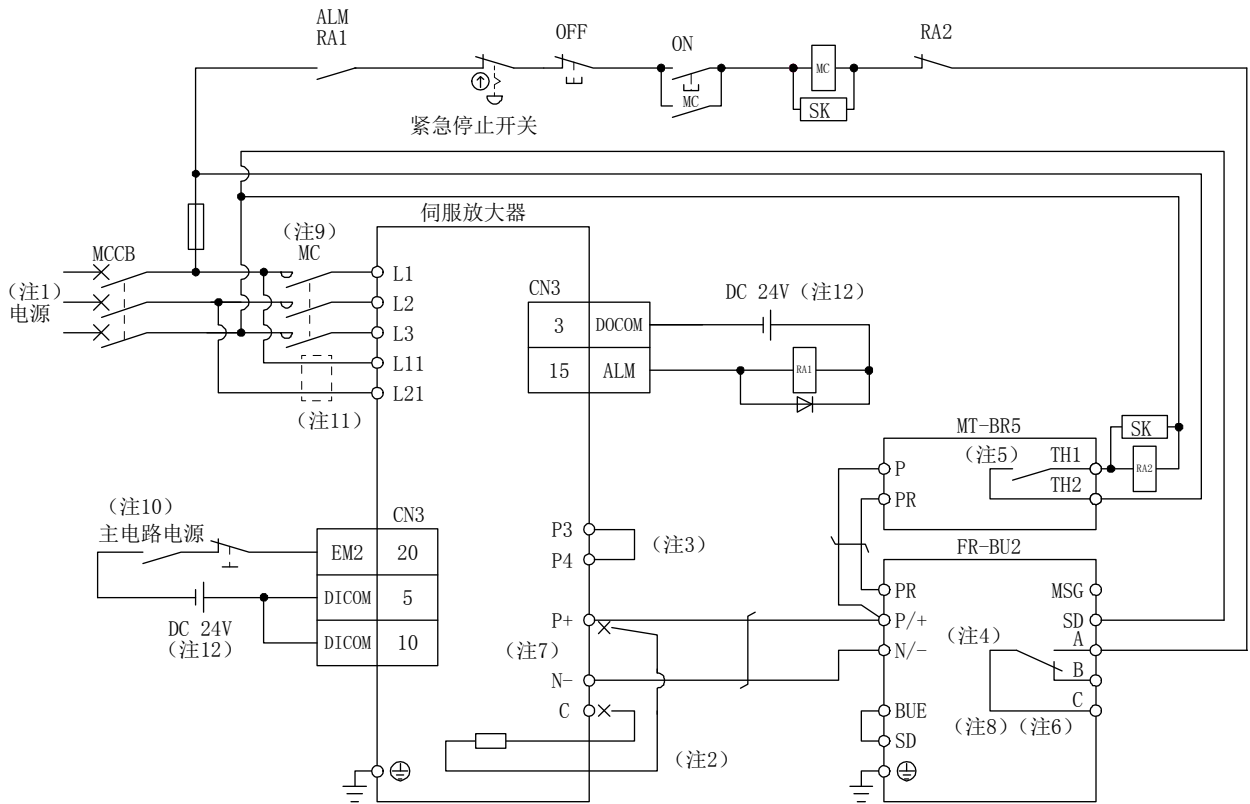 ALM
RA1
OFF
ON
RA2
MC
SK
MC
紧急停止开关
伺服放大器
(注9)
MC
MCCB
(注1)
电源
L1
L2
L3
L11
L21
(注11)
CN3
3 DOCOM
15 ALM
DC 24V(注12)
RA1
MT-BR5
SK
RA2
(注5)
P
PR
TH1
TH2
(注10)
主电路电源
CN3
EM2 20
DICOM 5
DICOM 10
DC 24V
(注12)
P3
P4
(注3)
P+
(注7)
N-
C
(注2)
FR-BU2
PR
P/+
N/-
BUE
SD
MSG
SD
A
B
C
(注4)
(注8)(注6)